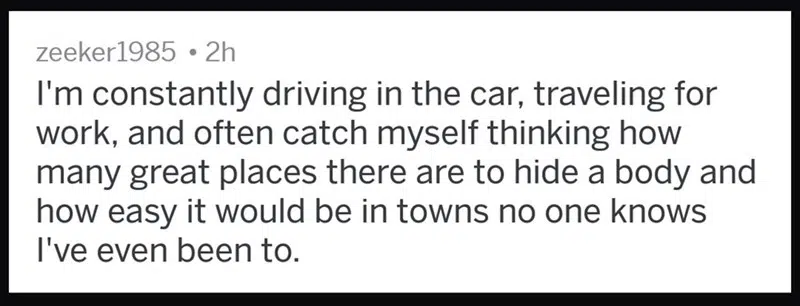 zeeker1985 • 2h
I'm constantly driving in the car, traveling for
work, and often catch myself thinking how
many great places there are to hide a body and
how easy it would be in towns no one knows
I've even been to.